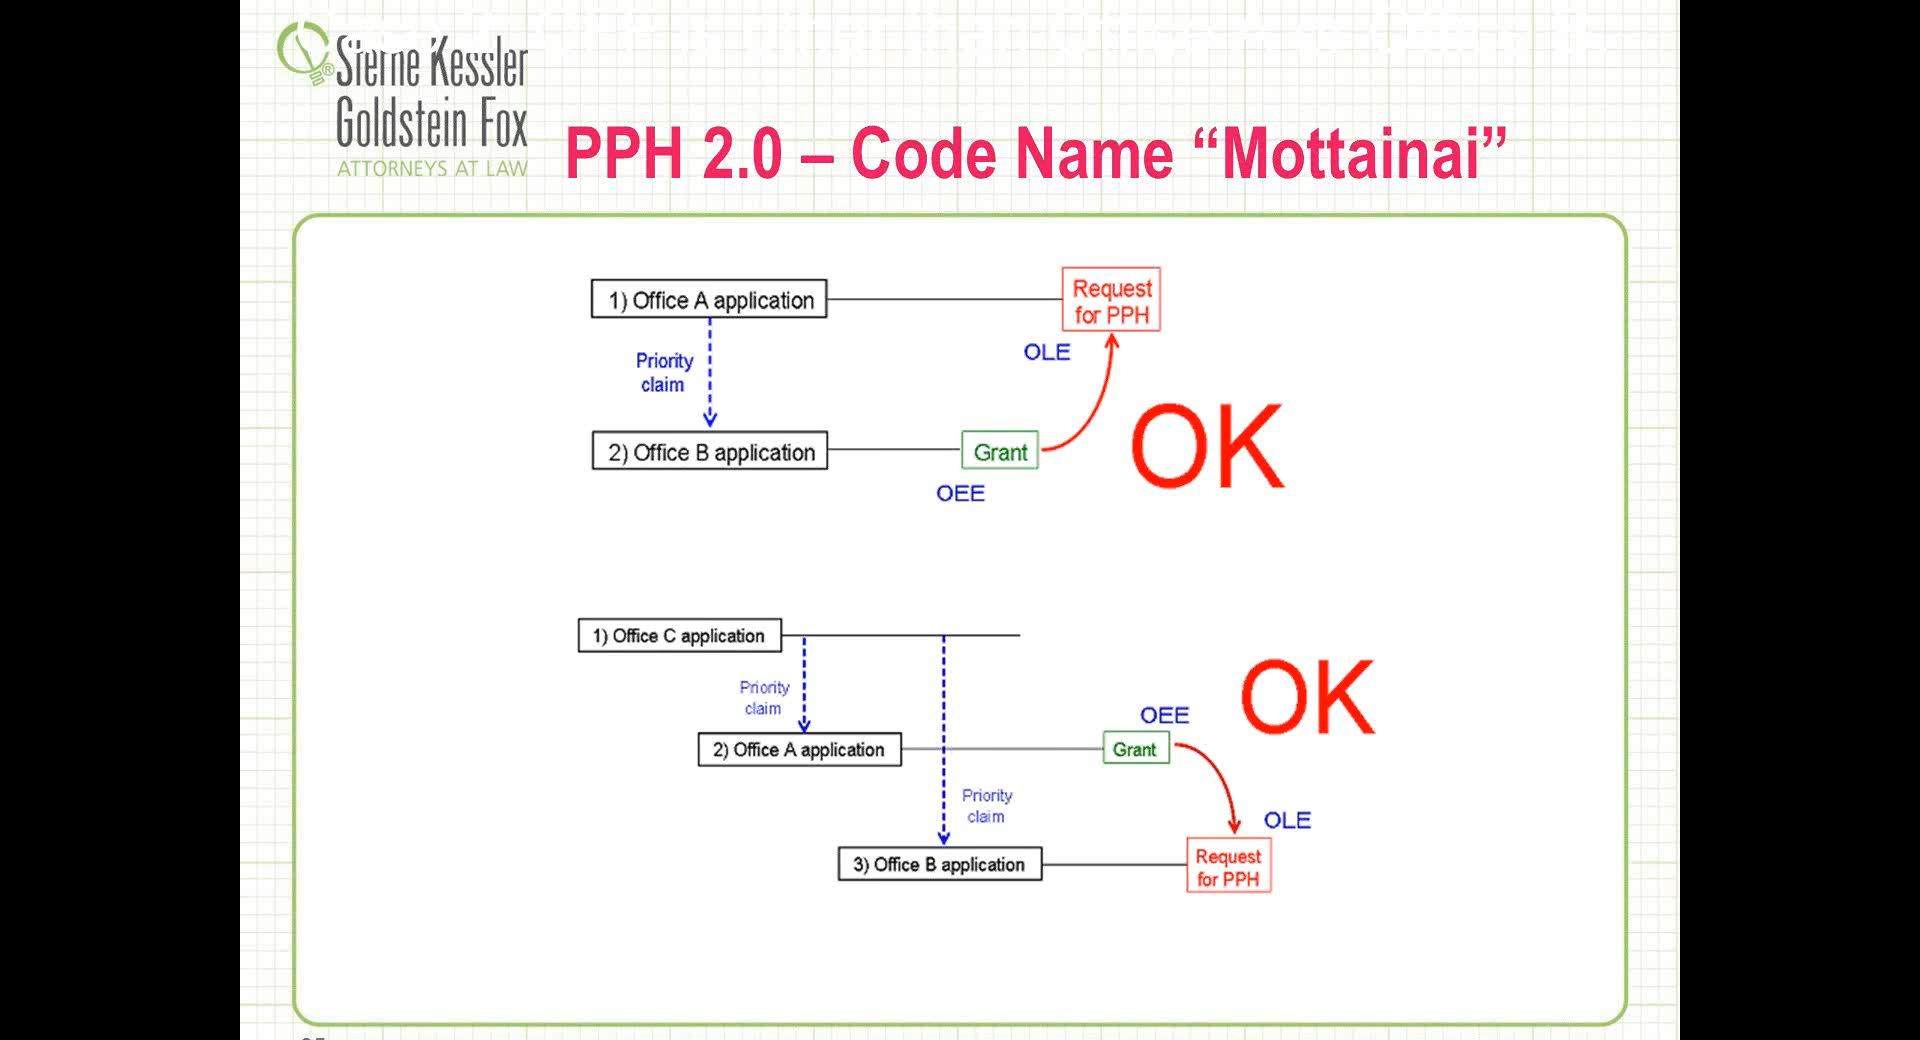 Sterne Kessler
Goldstein Fox
ATTORNEYS AT LAW
PPH 2.0 – Code Name “Mottainai”
1) Office A application
Request
for PPH
OLE
Priority
claim
OK
2) Office B application
Grant
OEE
1) Office C application
Priority
claim
OK
OEE
2) Office A application
Grant
Priority
claim
OLE
3) Office B application
Request
for PPH